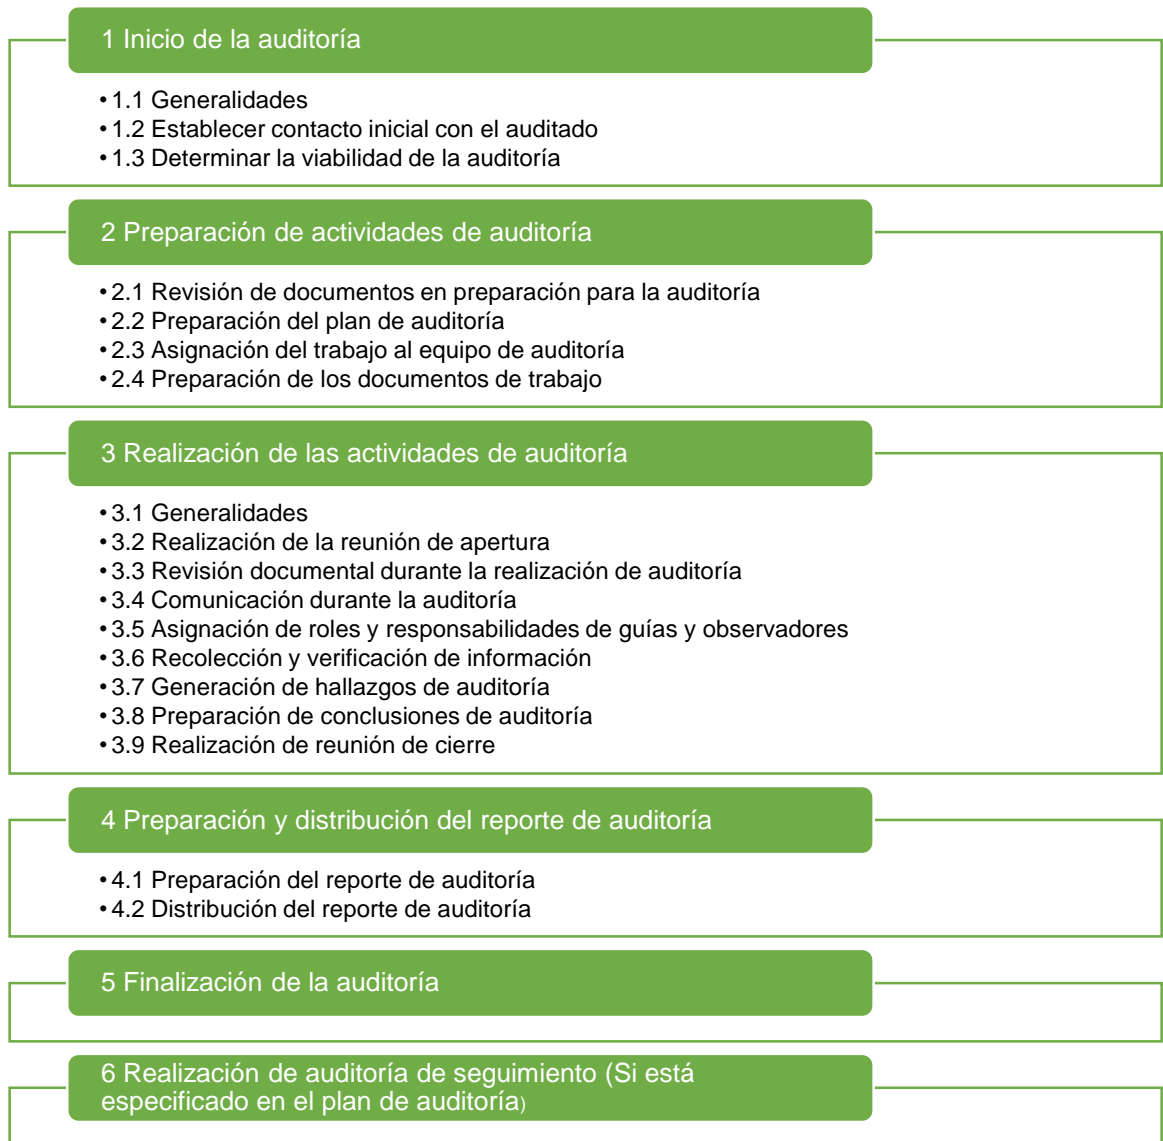 1 Inicio de la auditoría
•1.1 Generalidades
•1.2 Establecer contacto inicial con el auditado
•1.3 Determinar la viabilidad de la auditoría
2 Preparación de actividades de auditoría
•2.1 Revisión de documentos en preparación para la auditoría
•2.2 Preparación del plan de auditoría
•2.3 Asignación del trabajo al equipo de auditoría
•2.4 Preparación de los documentos de trabajo
3 Realización de las actividades de auditoría
•3.1 Generalidades
•3.2 Realización de la reunión de apertura
•3.3 Revisión documental durante la realización de auditoría
•3.4 Comunicación durante la auditoría
•3.5 Asignación de roles y responsabilidades de guías y observadores
•3.6 Recolección y verificación de información
•3.7 Generación de hallazgos de auditoría
•3.8 Preparación de conclusiones de auditoría
•3.9 Realización de reunión de cierre
4 Preparación y distribución del reporte de auditoría
•4.1 Preparación del reporte de auditoría
•4.2 Distribución del reporte de auditoría
5 Finalización de la auditoría
6 Realización de auditoría de seguimiento (Si está
especificado en el plan de auditoría)